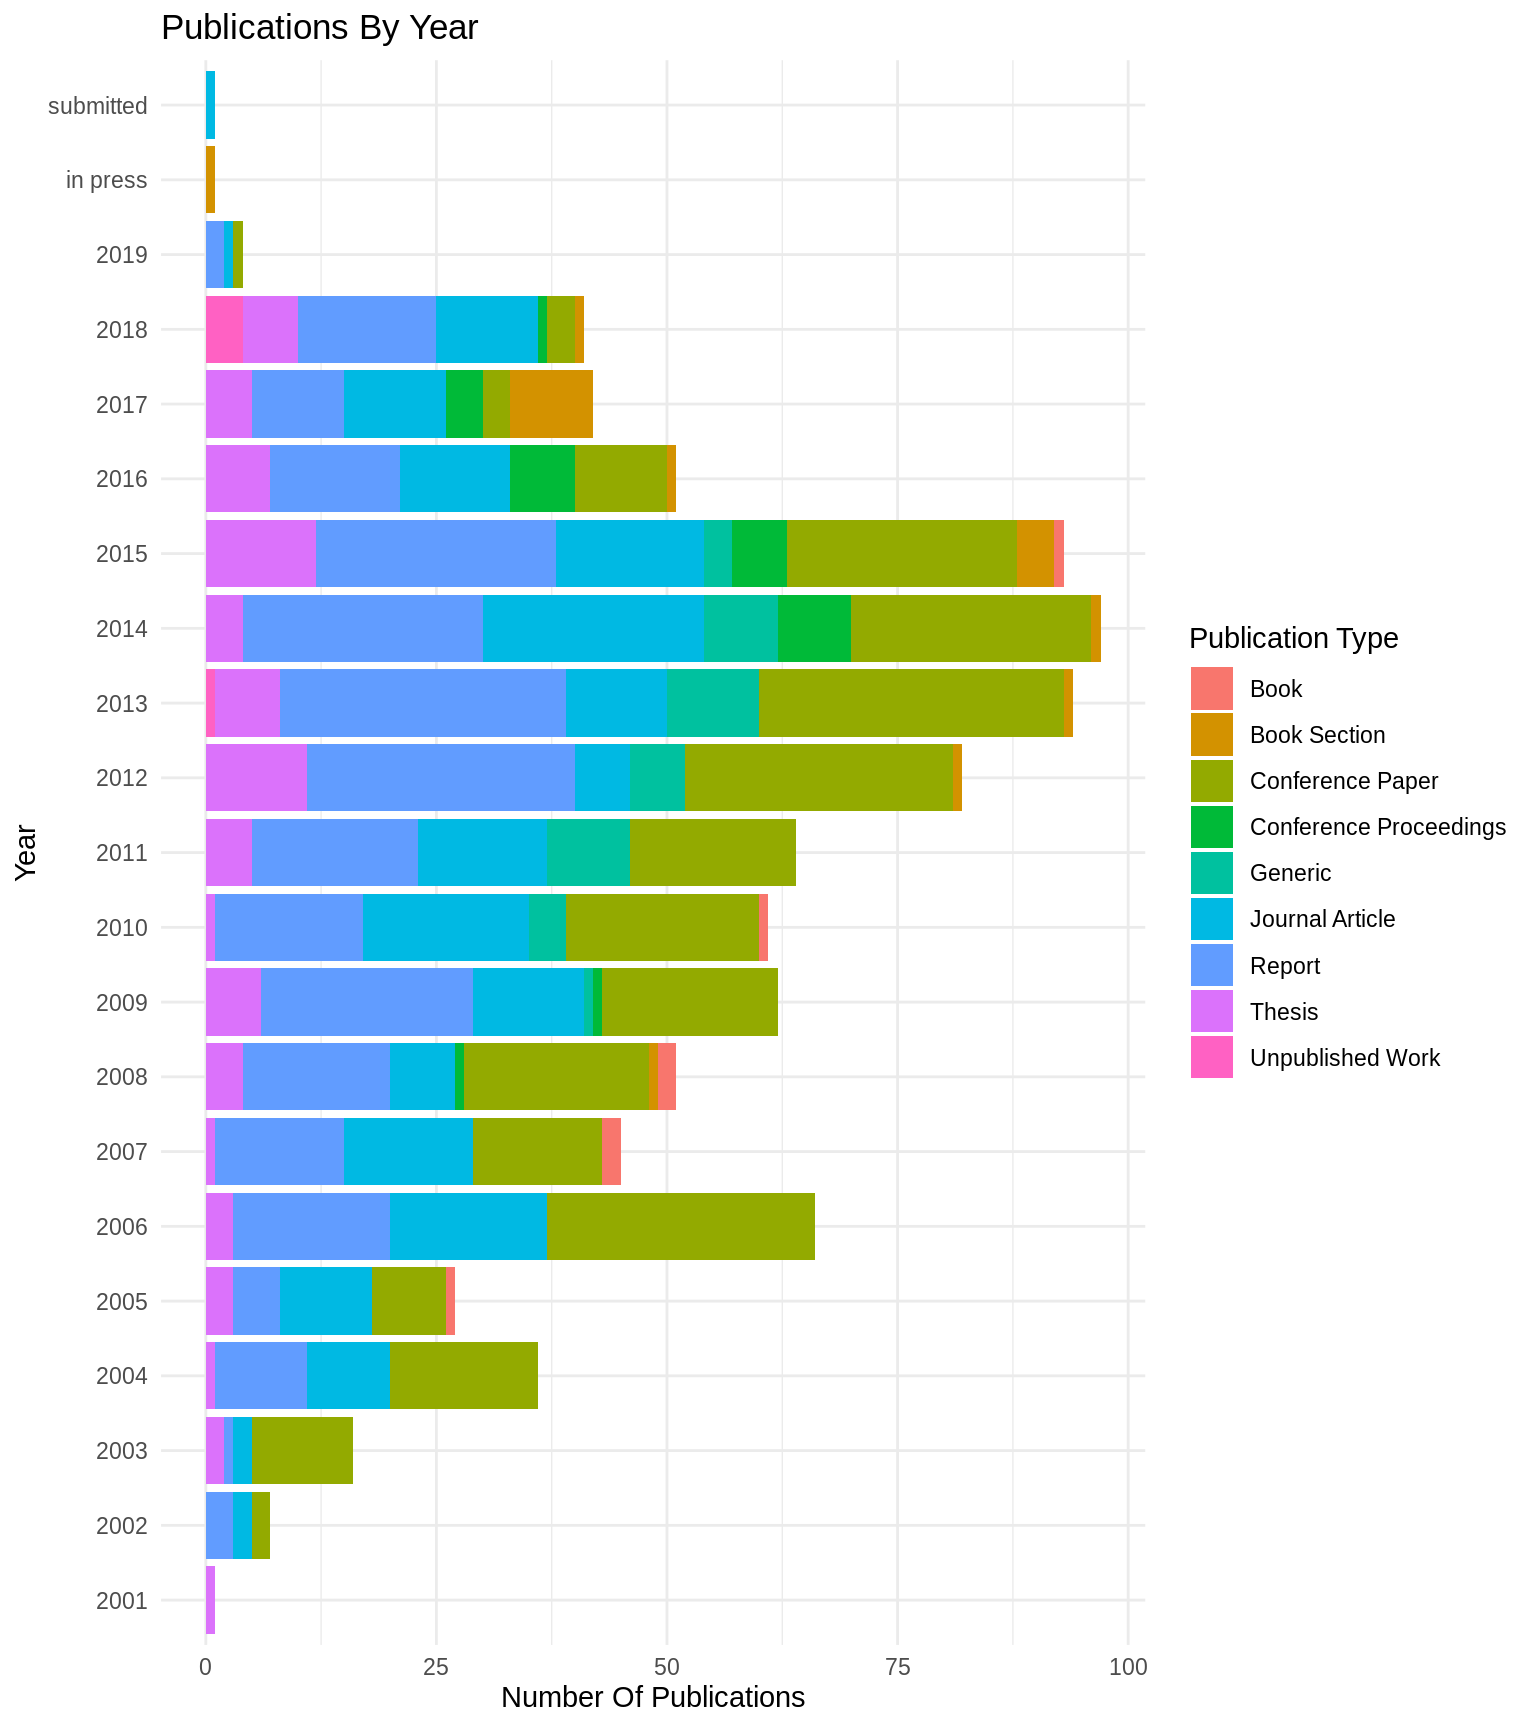 Publications By Year
submitted
in press
2019
2018
2017
2016
2015
2014
2013
2012
2011
2010
2009
2008
2007
2006
2005
2004
2003
2002
2001
Year
0 25 50 75 100
Number Of Publications
Publication Type
Book
Book Section
Conference Paper
Conference Proceedings
Generic
Journal Article
Report
Thesis
Unpublished Work